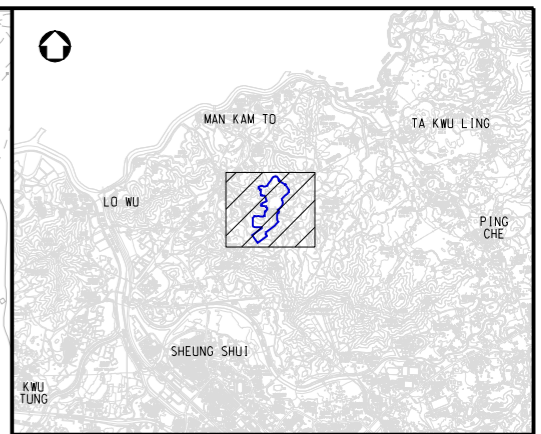 MAN KAM TO
TA KWU LING
LO WU
PING
CHE
SHEUNG SHUI
KWU
TUNG